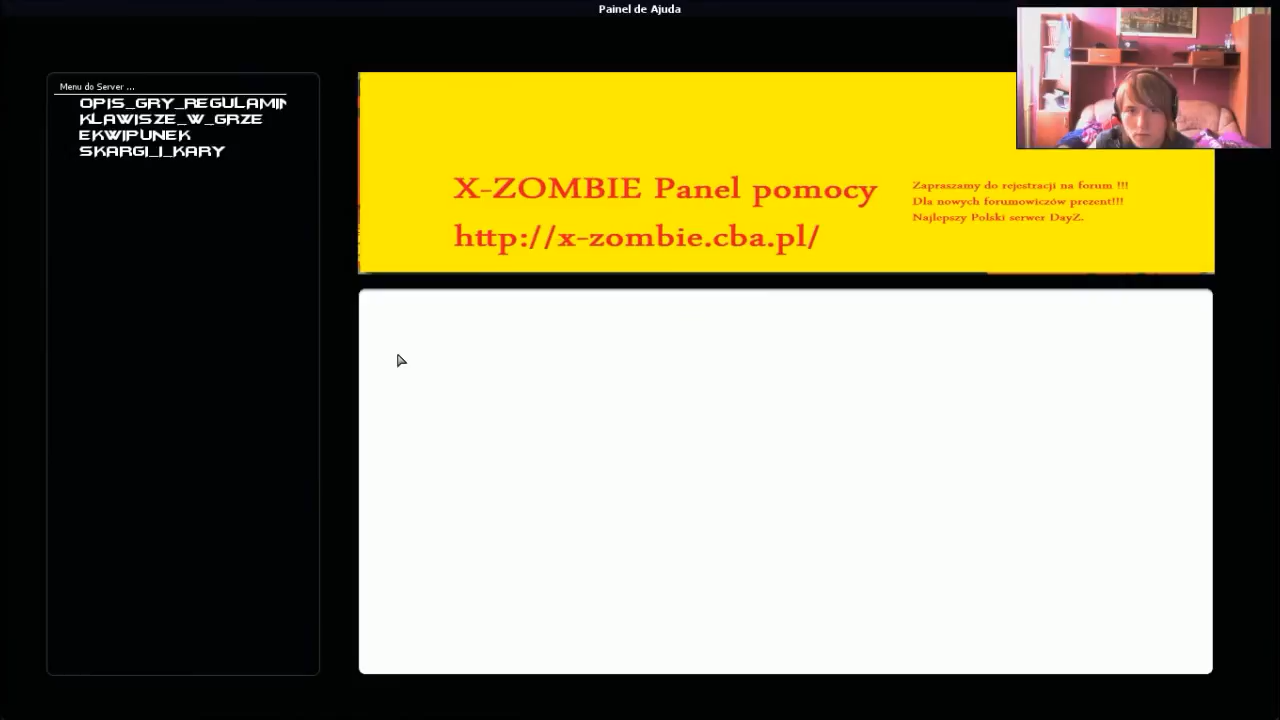 Painel de Ajuda
Menu do Server ...
OPIS_GRY_REGULAMIN
KLAWISZE_W_GRZE
EKWIPUNEK
SKARGI_I_KARY
X-ZOMBIE Panel pomocy
http://x-zombie.cba.pl/
Zapraszamy do rejestracji na forum !!!
Dla nowych forumowiczów prezent!!!
Najlepszy Polski serwer DayZ.